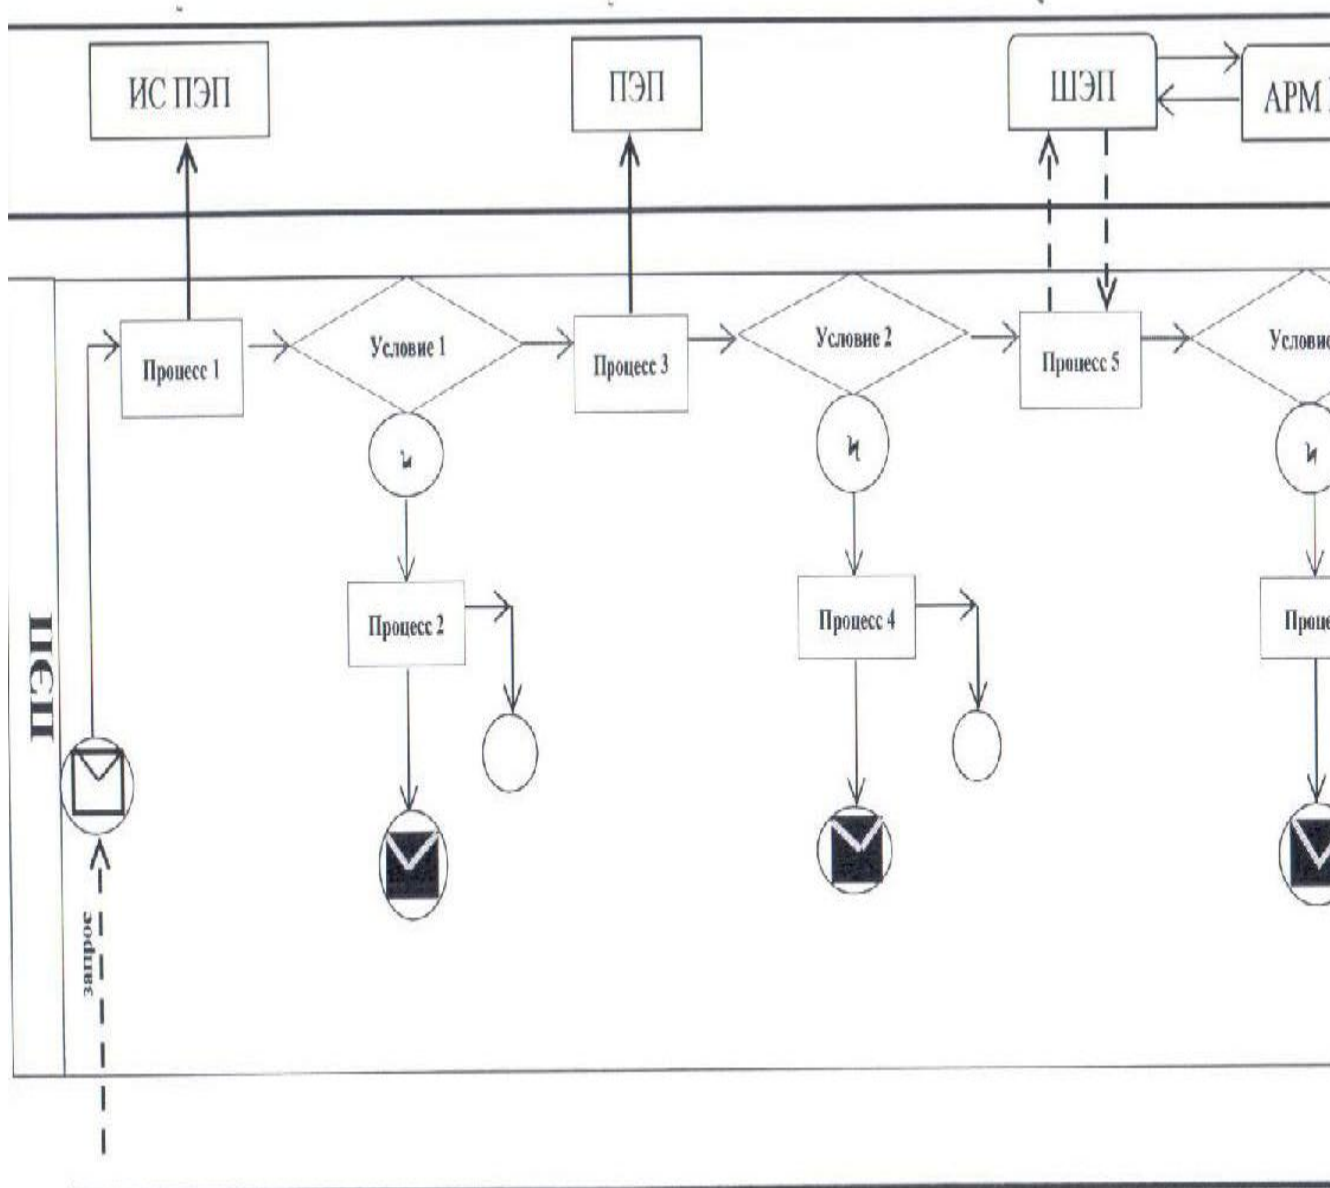 ИС ПЭП
ПЭП
ШЭП
АРМ
Процесс 1
Условие 1
Процесс 3
Условие 2
Процесс 5
Процесс 2
Процесс 4
ПЭП
запрос